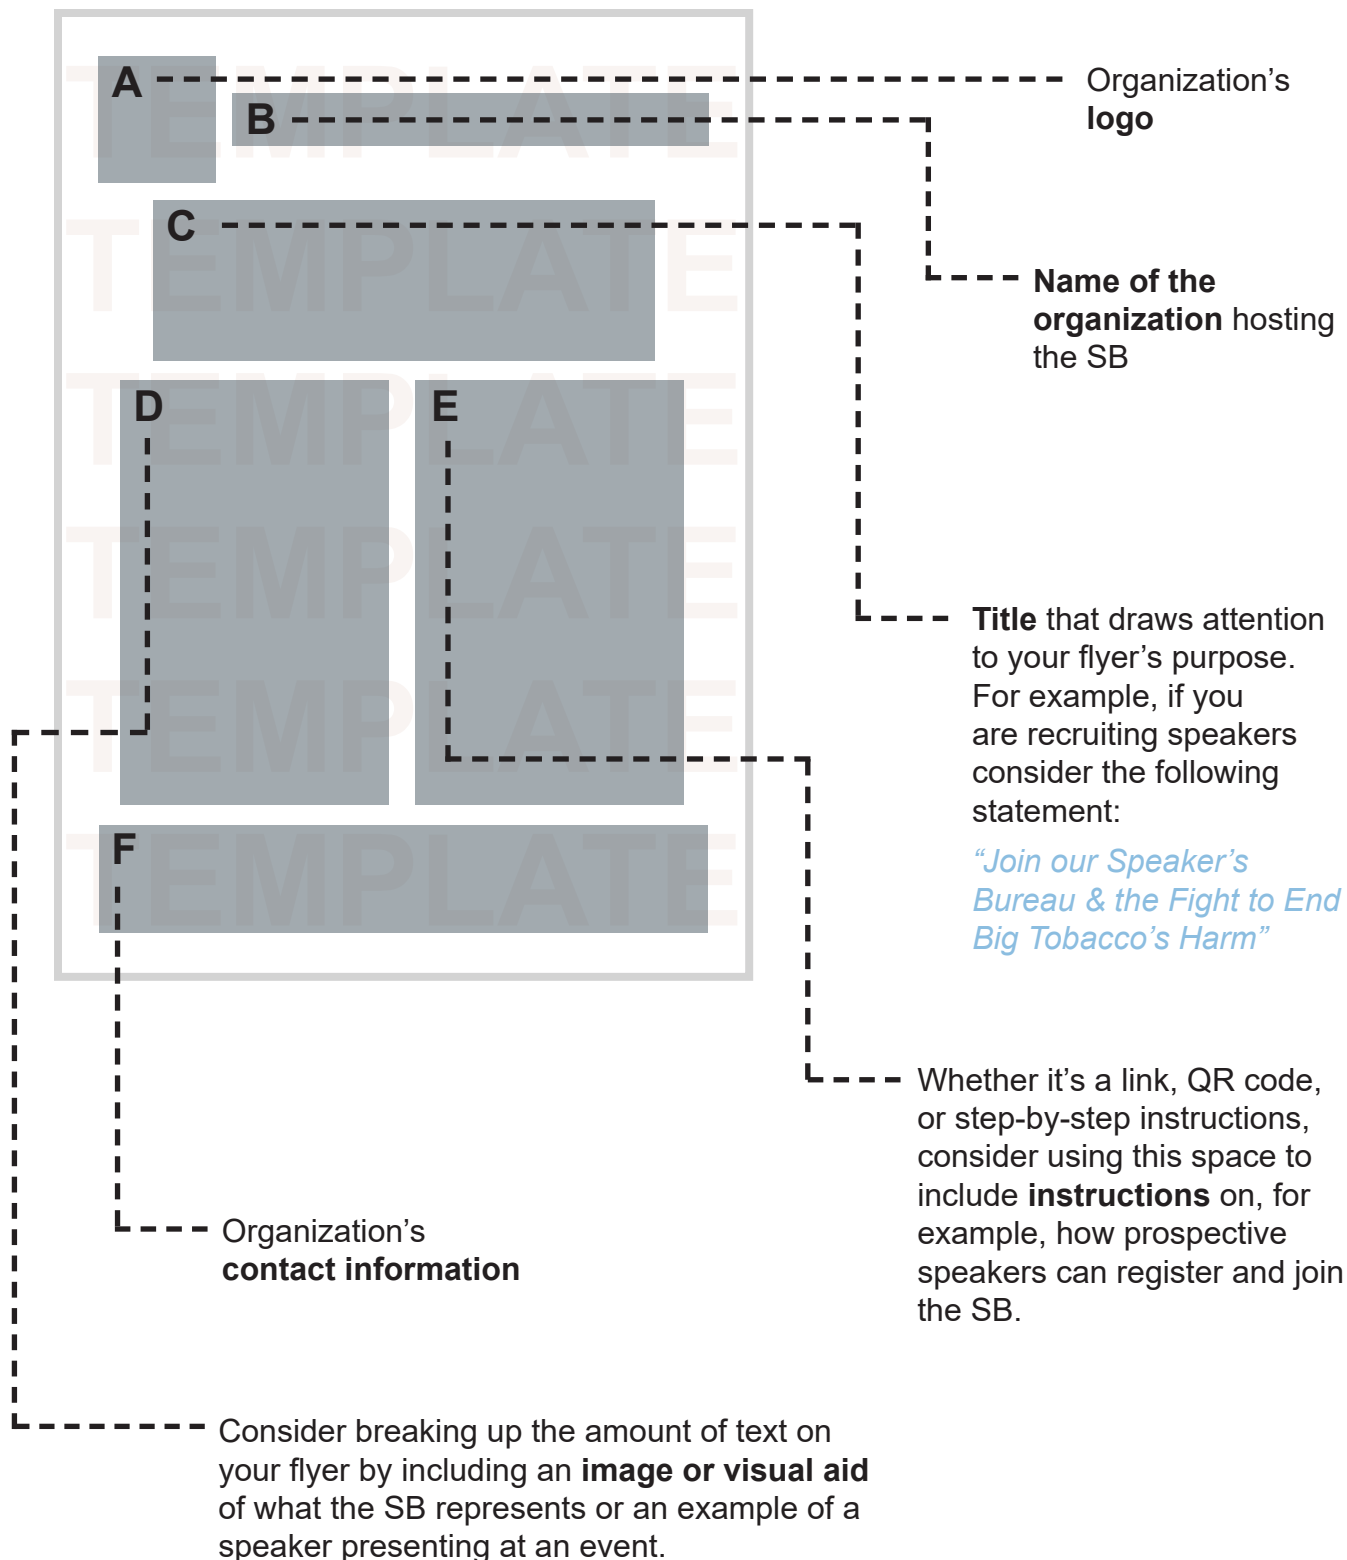 TEMPLATE
A
Organization's
logo
TEMPLATE
B
C
TEMPLATE
Name of the
organization hosting
the SB
D
E
TEMPLATE
TEMPLATE
Title that draws attention
to your flyer's purpose.
For example, if you
are recruiting speakers
consider the following
statement:
“Join our Speaker’s
Bureau & the Fight to End
Big Tobacco’s Harm”
TEMPLATE
F
Whether it’s a link, QR code,
or step-by-step instructions,
consider using this space to
include instructions on, for
example, how prospective
speakers can register and join
the SB.
Organization’s
contact information
Consider breaking up the amount of text on
your flyer by including an image or visual aid
of what the SB represents or an example of a
speaker presenting at an event.